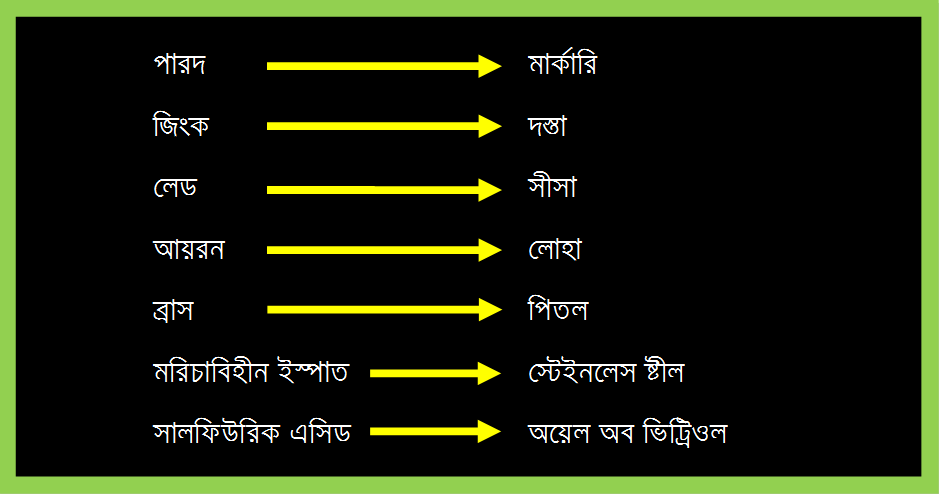 পারদ মার্কারি
জিংক দস্তা
লেড সীসা
আয়রন লোহা
ব্রাস পিতল
মরিচাবিহীন ইস্পাত স্টেইনলেস ষ্টীল
সালফিউরিক এসিড অয়েল অব ভিট্রিওল